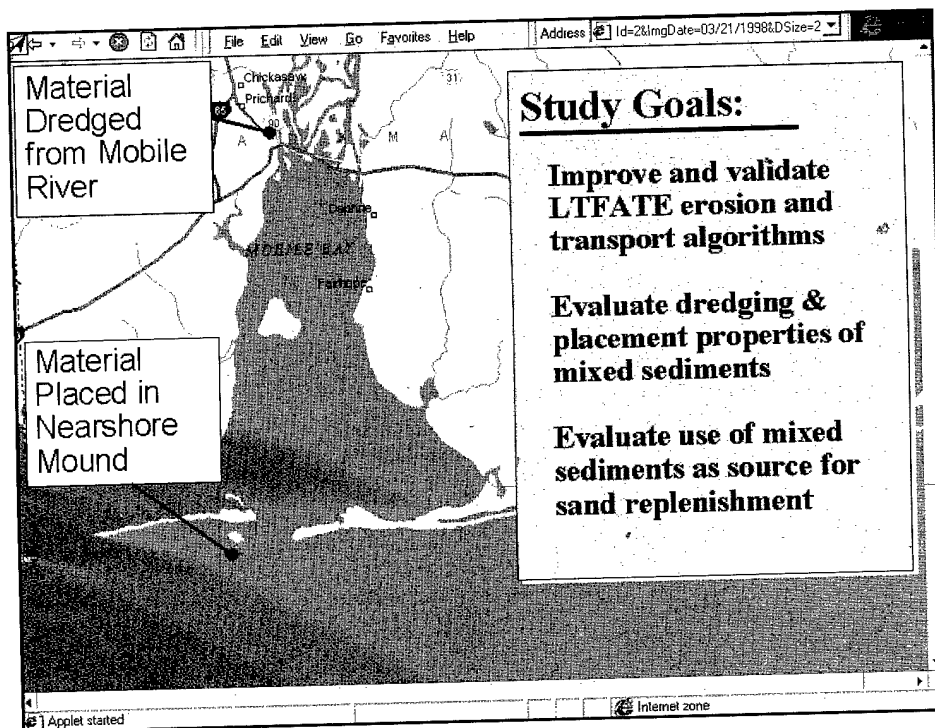 File Edit View Go Favorites Help
Address Id=2&ImgDate=03/21/1998&DSize=2
Material
Dredged
from Mobile
River
Chickasaw
Prichard
65
90
31
A M A
Daphne
MOBILE BAY
Fairhope
Material
Placed in
Nearshore
Mound
Study Goals:
Improve and validate
LTFATE erosion and
transport algorithms
Evaluate dredging &
placement properties of
mixed sediments
Evaluate use of mixed
sediments as source for
sand replenishment
Applet started
Internet zone